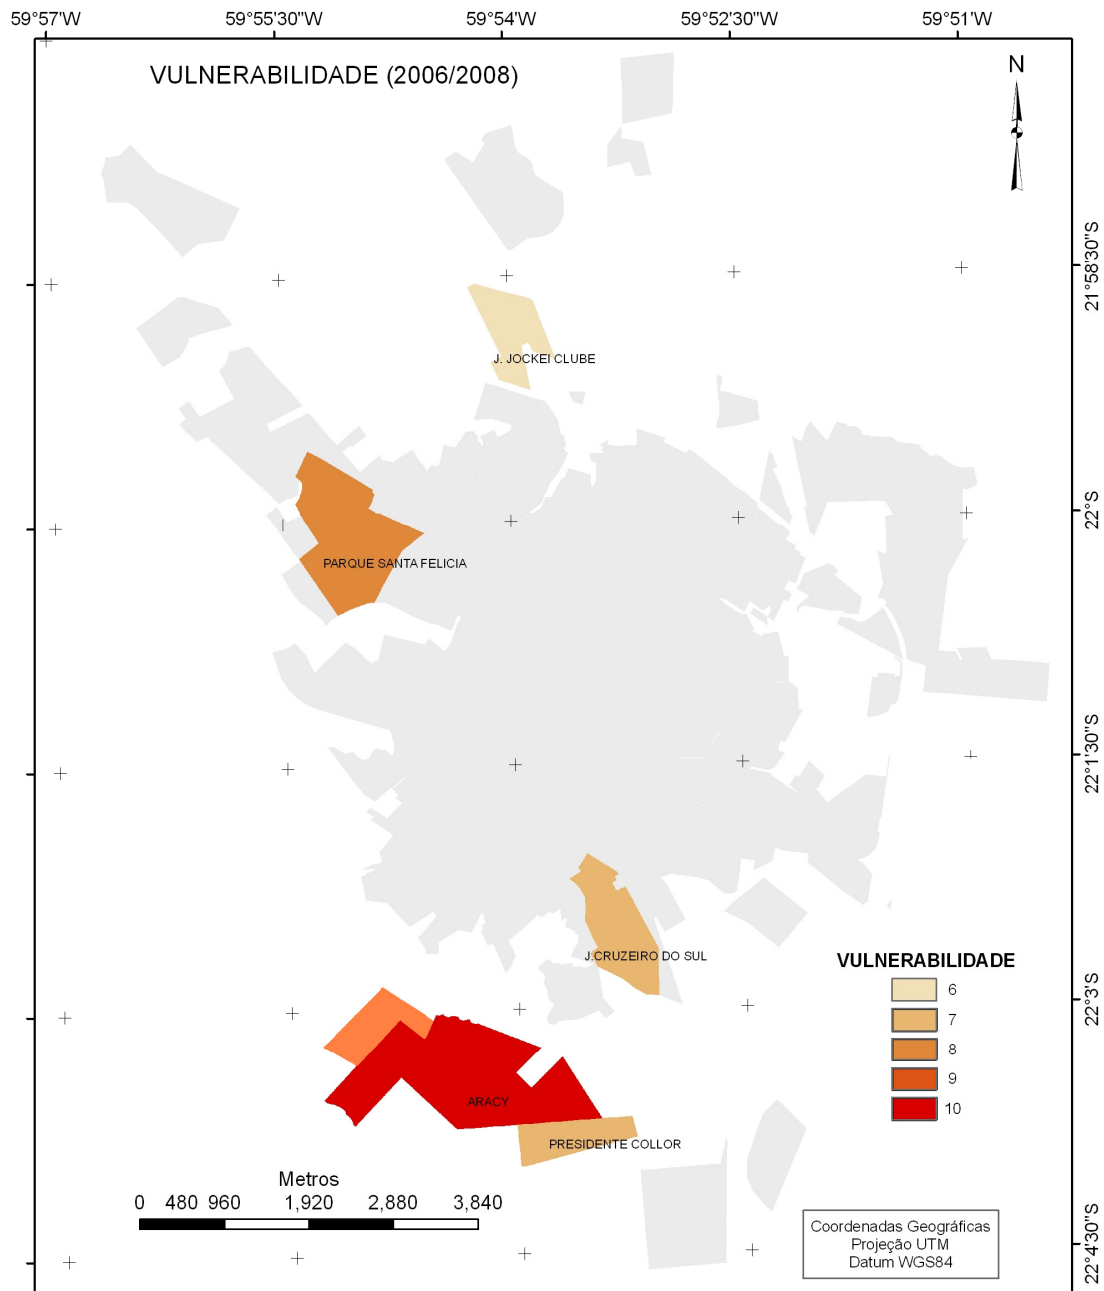 59°57'W 59°55'30"W 59°54'W 59°52'30"W 59°51'W
VULNERABILIDADE (2006/2008)
N
21°58'30"S
J. JOCKEI CLUBE
22°S
PARQUE SANTA FELICIA
22°1'30"S
J.CRUZEIRO DO SUL
VULNERABILIDADE
6
7
8
9
10
22°3'S
ARACY
PRESIDENTE COLLOR
Metros
0 480 960 1,920 2,880 3,840
Coordenadas Geográficas
Projeção UTM
Datum WGS84
22°4'30"S